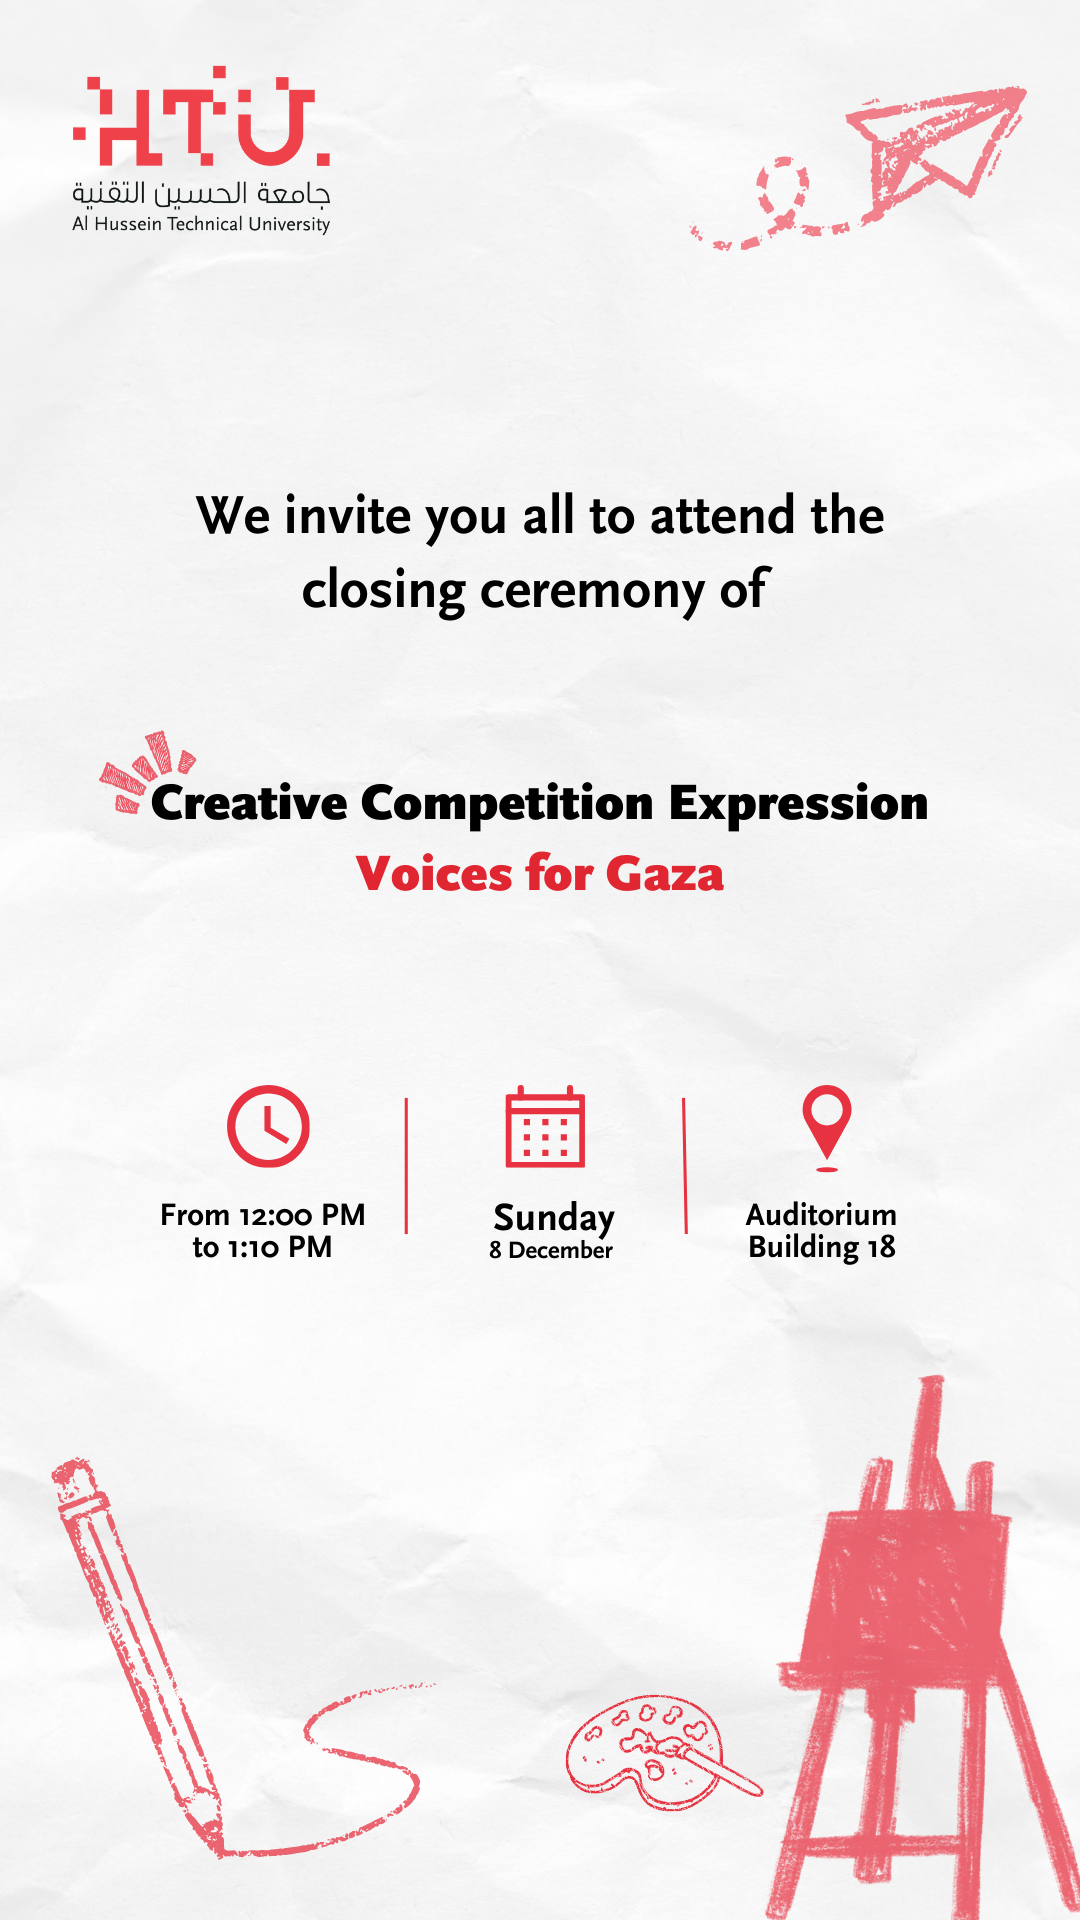 HTU
جامعة الحسين التقنية
Al Hussein Technical University
We invite you all to attend the
closing ceremony of
Creative Competition Expression
Voices for Gaza
From 12:00 PM
to 1:10 PM
Sunday
8 December
Auditorium
Building 18